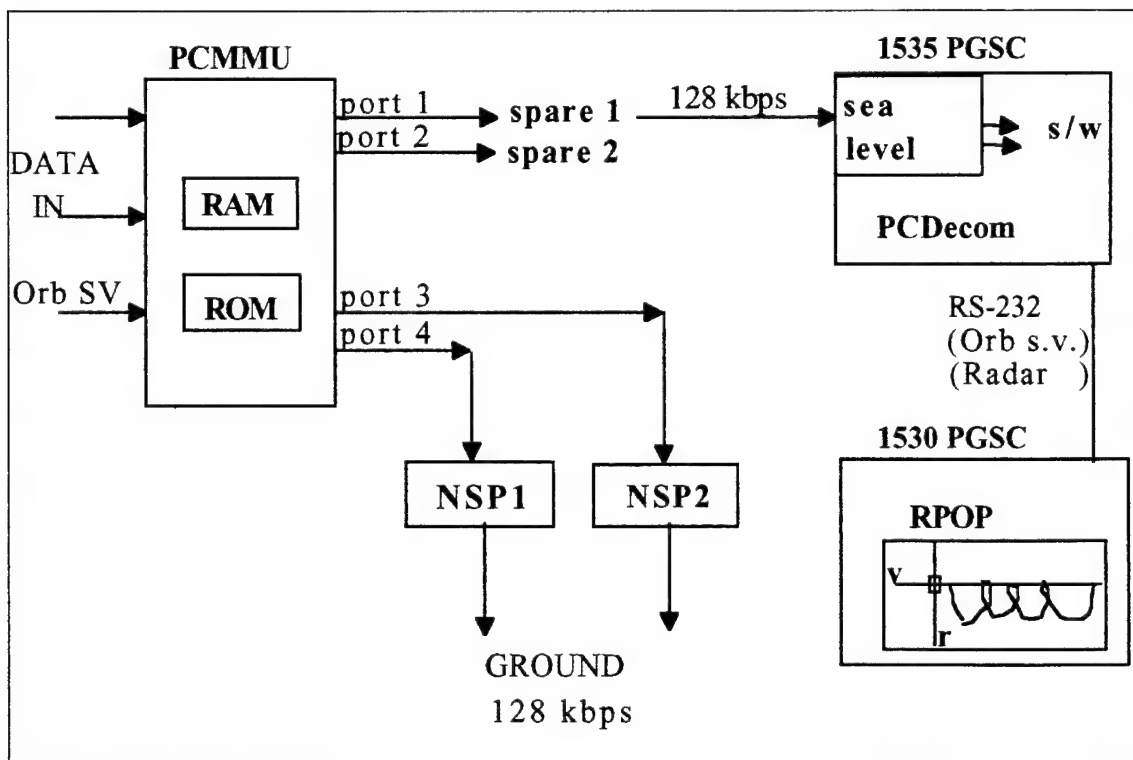 PCMMU
DATA
IN
Orb SV
RAM
ROM
port 1
port 2
port 3
port 4
spare 1
spare 2
128 kbps
1535 PGSC
sea
level
s/w
PCDecom
RS-232
(Orb s.v.)
(Radar )
NSP1
NSP2
GROUND
128 kbps
1530 PGSC
RPOP
v
r